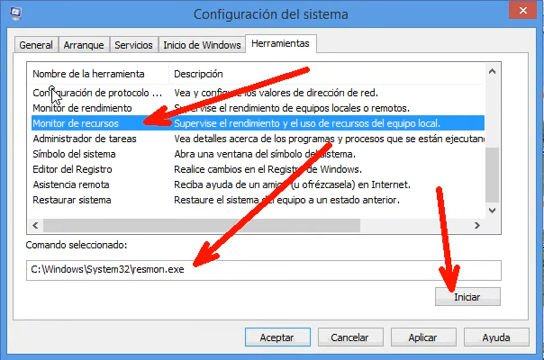 Configuración del sistema
General Arranque Servicios Inicio de Windows Herramientas
Nombre de la herramienta Descripción
Configuración de protocolo ... Vea y configure los valores de dirección de red.
Monitor de rendimiento Supervise el rendimiento de equipos locales o remotos.
Monitor de recursos Supervise el rendimiento y el uso de recursos del equipo local.
Administrador de tareas Vea detalles acerca de los programas y procesos que se están ejecutan
Símbolo del sistema Abra una ventana del símbolo del sistema.
Editor del Registro Realice cambios en el Registro de Windows.
Asistencia remota Reciba ayuda de un amigo (u ofrézcasela) en Internet.
Restaurar sistema Restaure el sistema del equipo a un estado anterior.
Comando seleccionado:
C:\Windows\System32\resmon.exe
Iniciar
Aceptar Cancelar Aplicar Ayuda